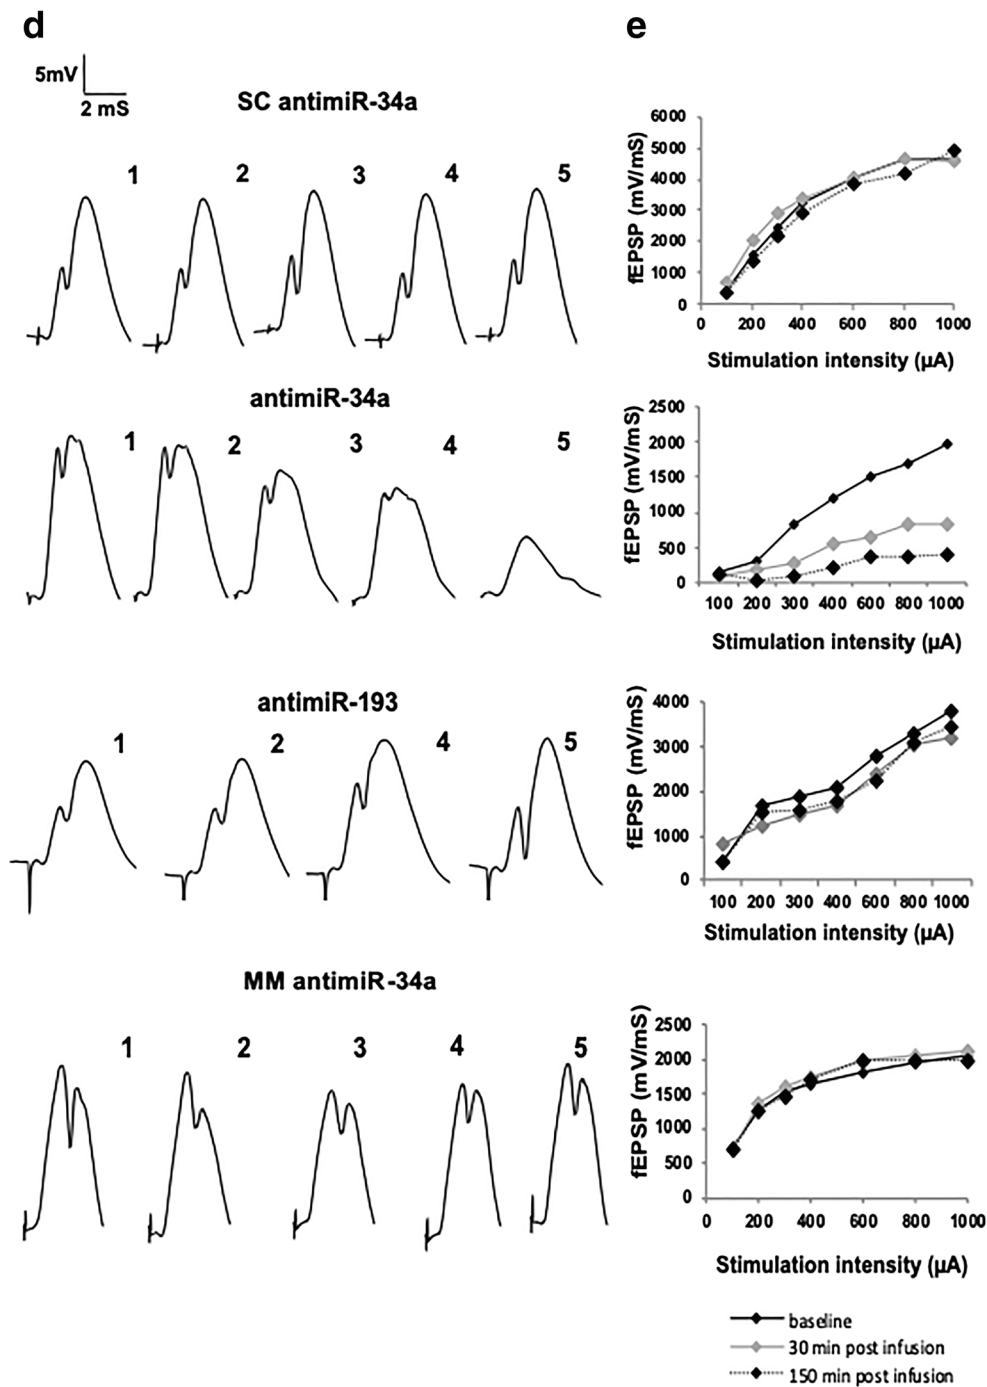 d
5mV
2 mS
SC antimiR-34a
1 2 3 4 5
antimiR-34a
1 2 3 4 5
antimiR-193
1 2 4 5
MM antimiR-34a
1 2 3 4 5
e
fEPSP (mV/mS)
6000
5000
4000
3000
2000
1000
0
0 200 400 600 800 1000
Stimulation intensity (µA)
fEPSP (mV/mS)
2500
2000
1500
1000
500
0
100 200 300 400 600 800 1000
Stimulation intensity (µA)
fEPSP (mV/mS)
4000
3000
2000
1000
0
100 200 300 400 600 800 1000
Stimulation intensity (µA)
fEPSP (mV/mS)
2500
2000
1500
1000
500
0
0 200 400 600 800 1000
Stimulation intensity (µA)
baseline
30 min post infusion
150 min post infusion